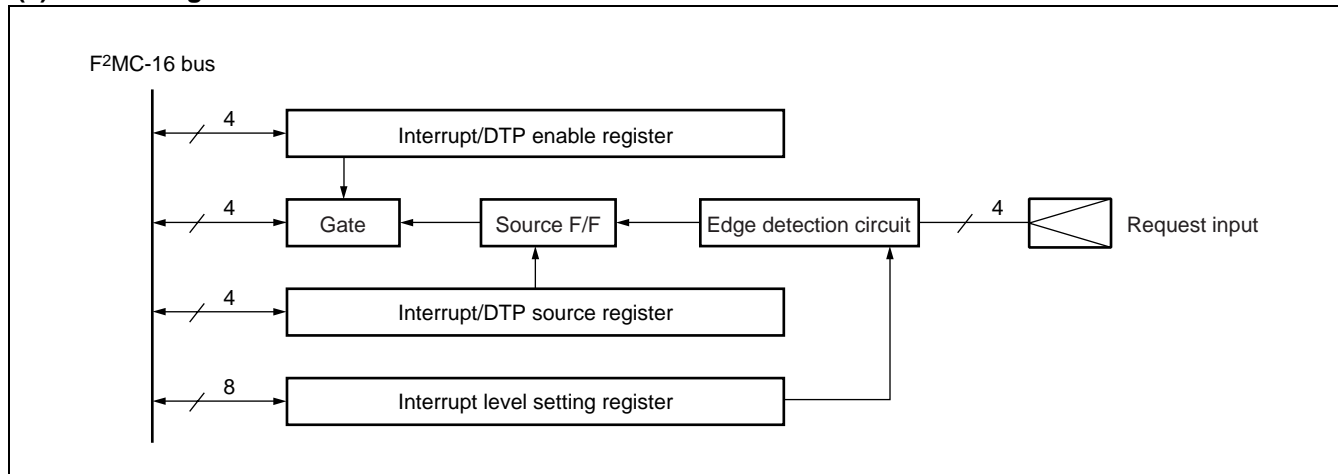 F²MC-16 bus
4
Interrupt/DTP enable register
4
Gate
Source F/F
Edge detection circuit
4
Request input
4
Interrupt/DTP source register
8
Interrupt level setting register